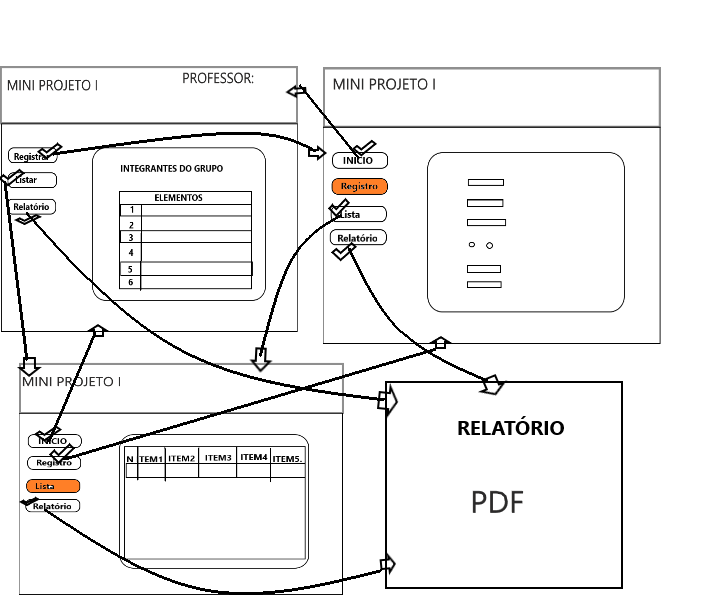 MINI PROJETO I
PROFESSOR:
Registrar
Listar
Relatório
INTEGRANTES DO GRUPO
ELEMENTOS
1
2
3
4
5
6
MINI PROJETO I
INICIO
Registro
Lista
Relatório
MINI PROJETO I
INICIO
Registro
Lista
Relatório
N ITEM1 ITEM2 ITEM3 ITEM4 ITEM5.
RELATÓRIO
PDF